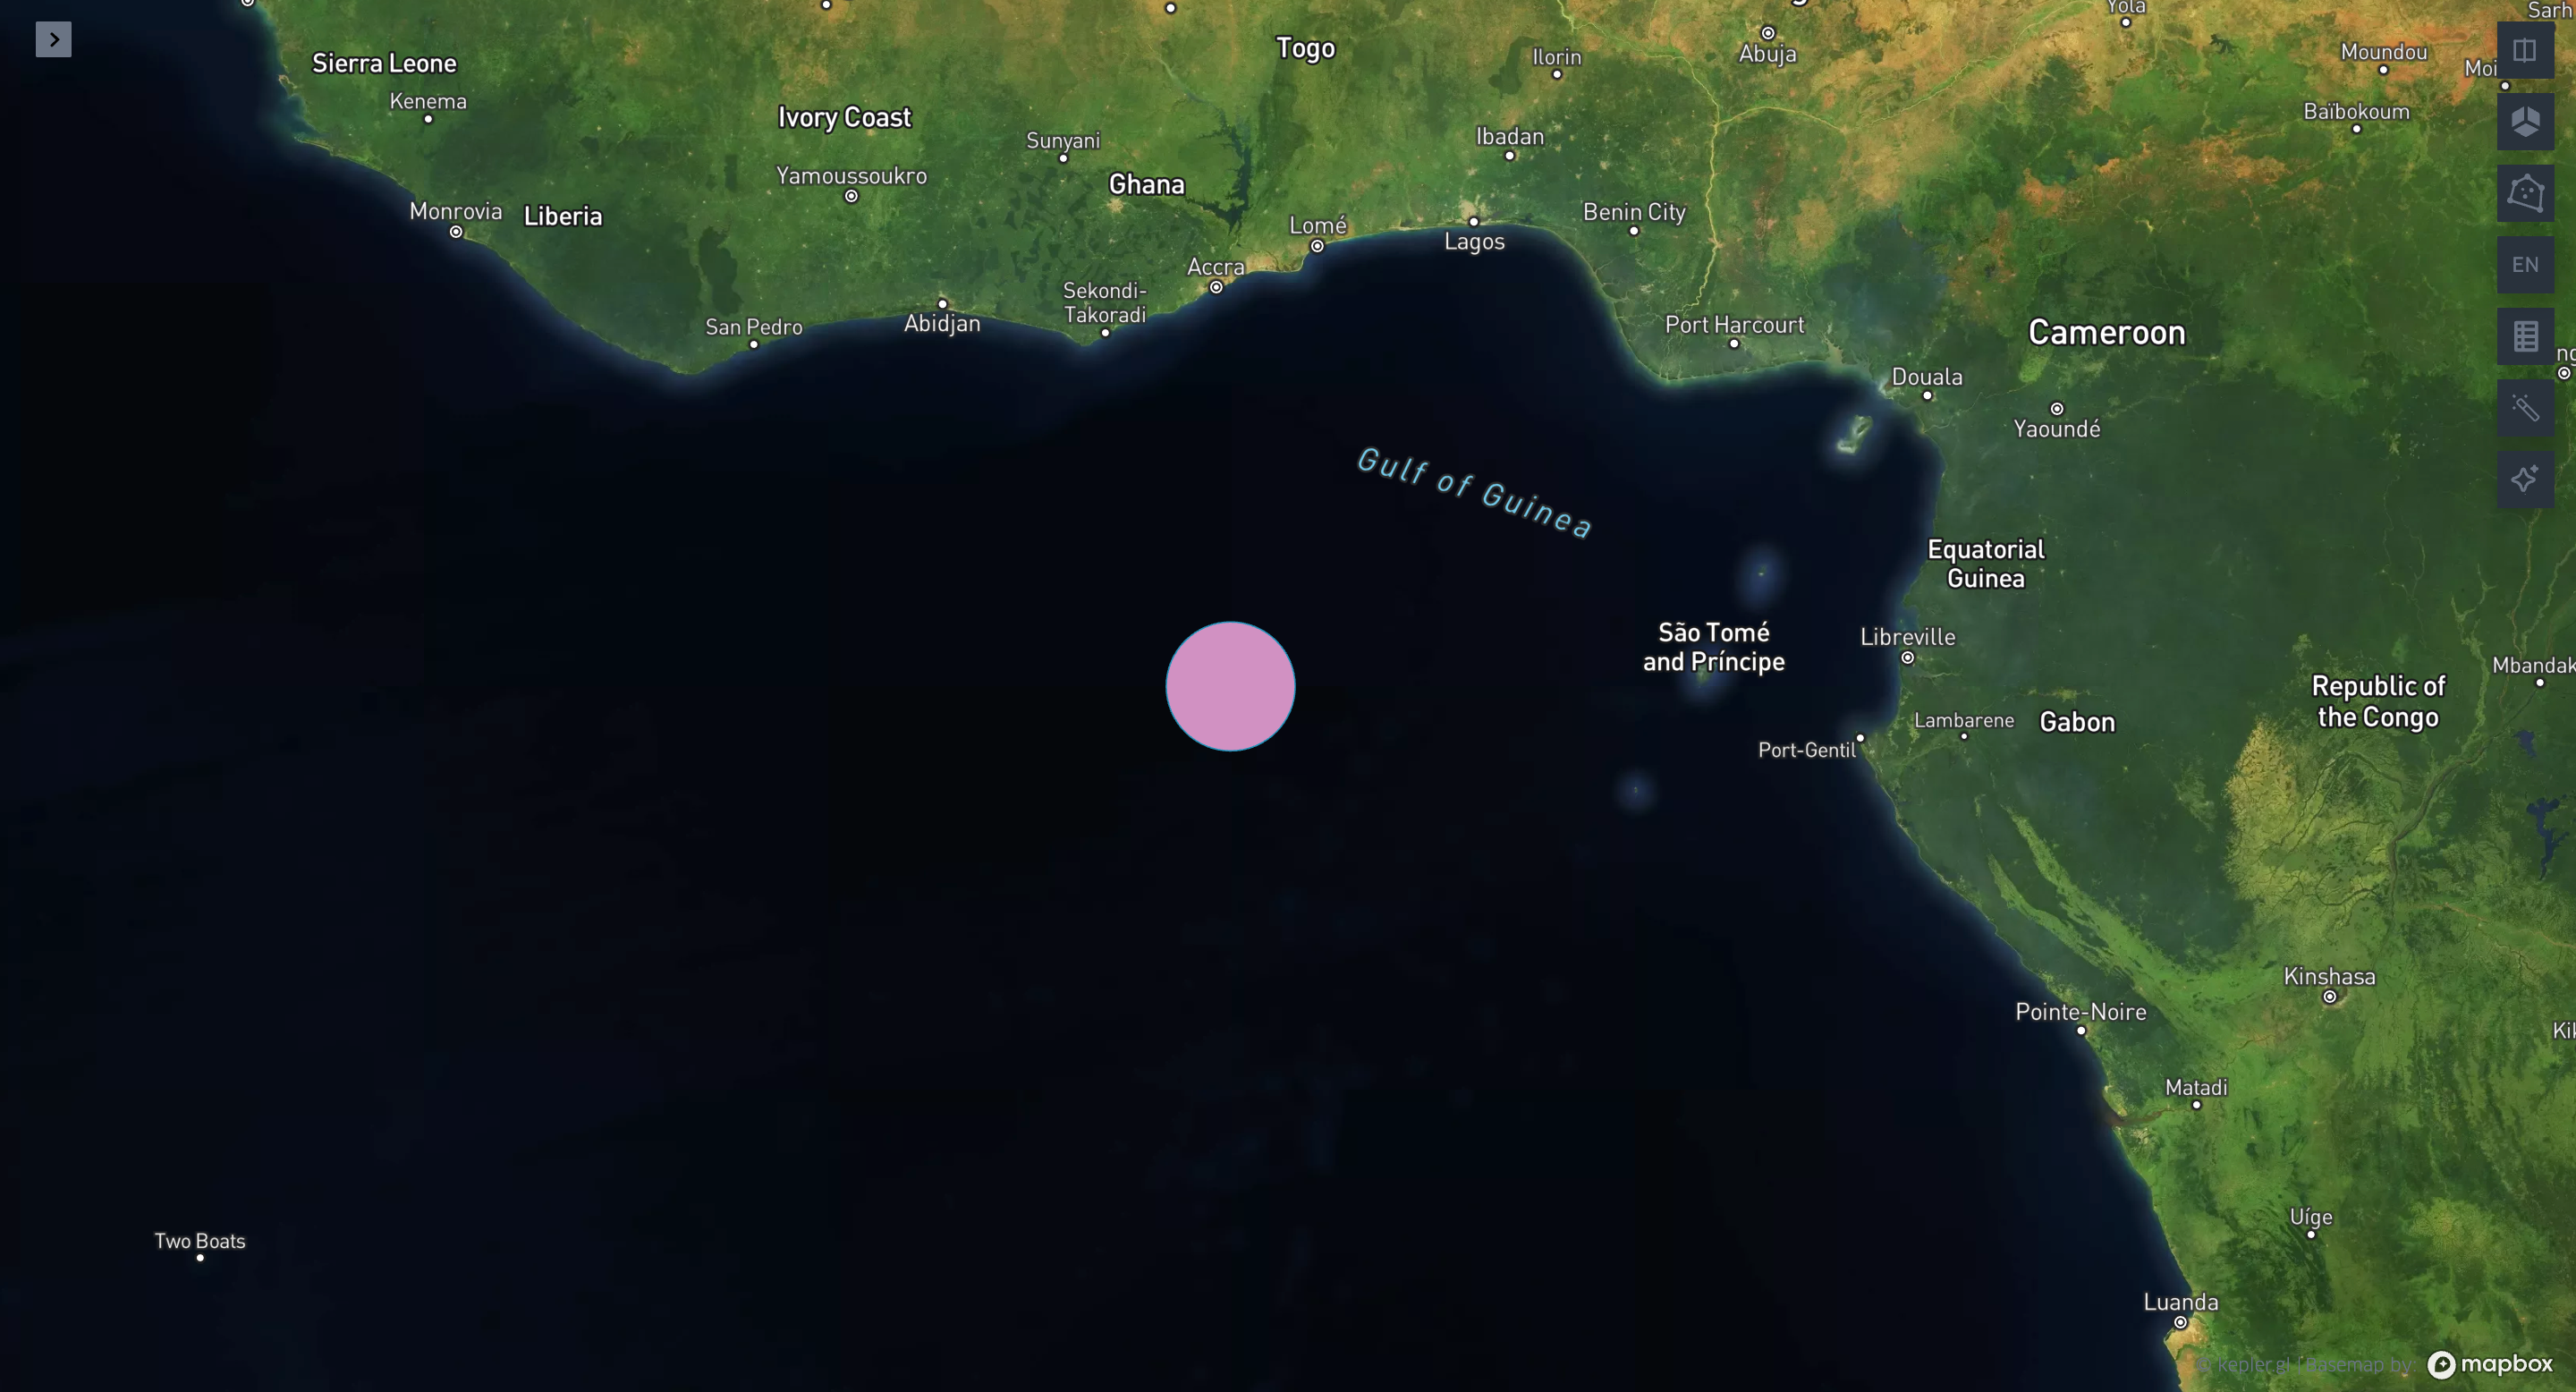 Yola
Sarh
Togo
Ilorin
Abuja
Moundou
Sierra Leone
Kenema
Ivory Coast
Baïbokoum
Sunyani
Ibadan
Yamoussoukro
Ghana
Monrovia
Liberia
Benin City
Lomé
Lagos
Accra
EN
Sekondi-
Takoradi
San Pedro
Abidjan
Port Harcourt
Cameroon
Douala
Yaoundé
Gulf of Guinea
Equatorial
Guinea
São Tomé
and Príncipe
Libreville
Mbandak
Republic of
the Congo
Lambarene
Gabon
Port-Gentil
Kinshasa
Pointe-Noire
Matadi
Uíge
Two Boats
Luanda
© kepler.gl | Basemap by:
mapbox